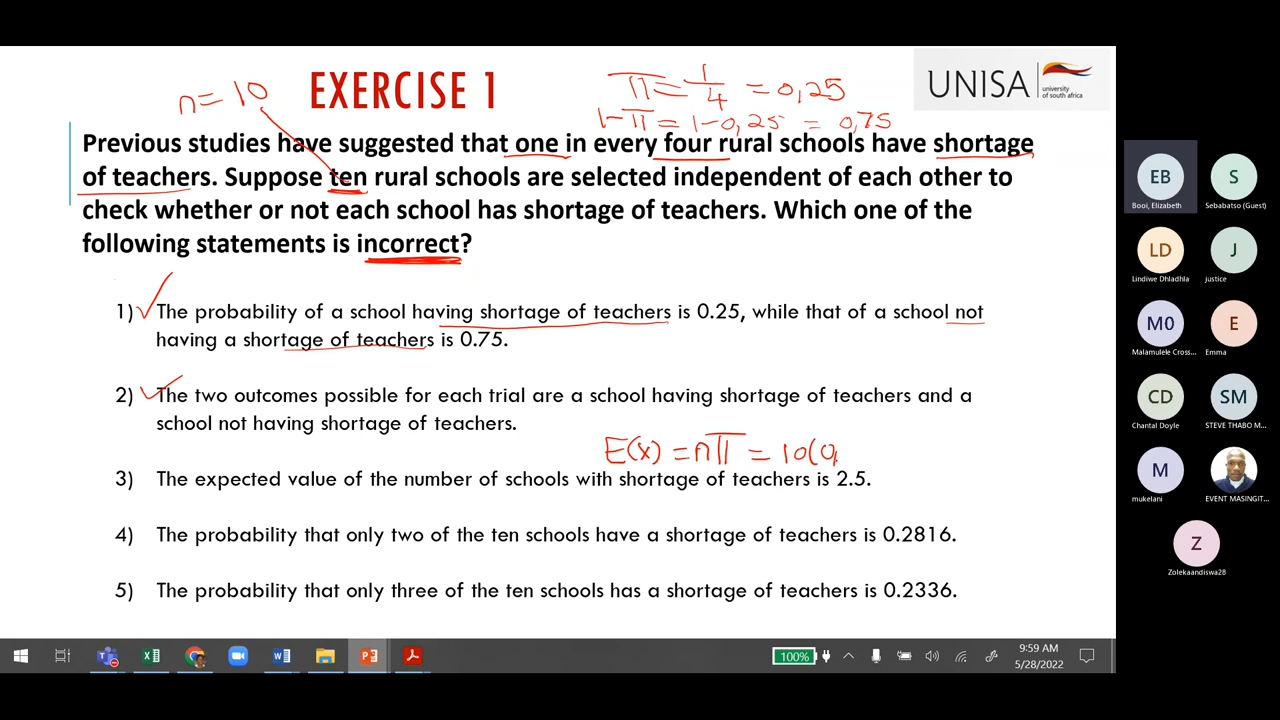 n = 10
EXERCISE 1
π = 1/4 = 0,25
1-π = 1-0,25 = 0,75
UNISA
university
of south africa
Previous studies have suggested that one in every four rural schools have shortage
of teachers. Suppose ten rural schools are selected independent of each other to
check whether or not each school has shortage of teachers. Which one of the
following statements is incorrect?
1) The probability of a school having shortage of teachers is 0.25, while that of a school not
having a shortage of teachers is 0.75.
2) The two outcomes possible for each trial are a school having shortage of teachers and a
school not having shortage of teachers.
E(x) = nπ = 10(0,
3) The expected value of the number of schools with shortage of teachers is 2.5.
4) The probability that only two of the ten schools have a shortage of teachers is 0.2816.
5) The probability that only three of the ten schools has a shortage of teachers is 0.2336.
EB
Booi, Elizabeth
S
Sebabatso (Guest)
LD
Lindiwe Dhladhla
J
justice
M0
Malamulele Cross...
E
Emma
CD
Chantal Doyle
SM
STEVE THABO M...
M
mukelani
EVENT MASINGIT...
Z
Zolekaandiswa28
100%
9:59 AM
5/28/2022